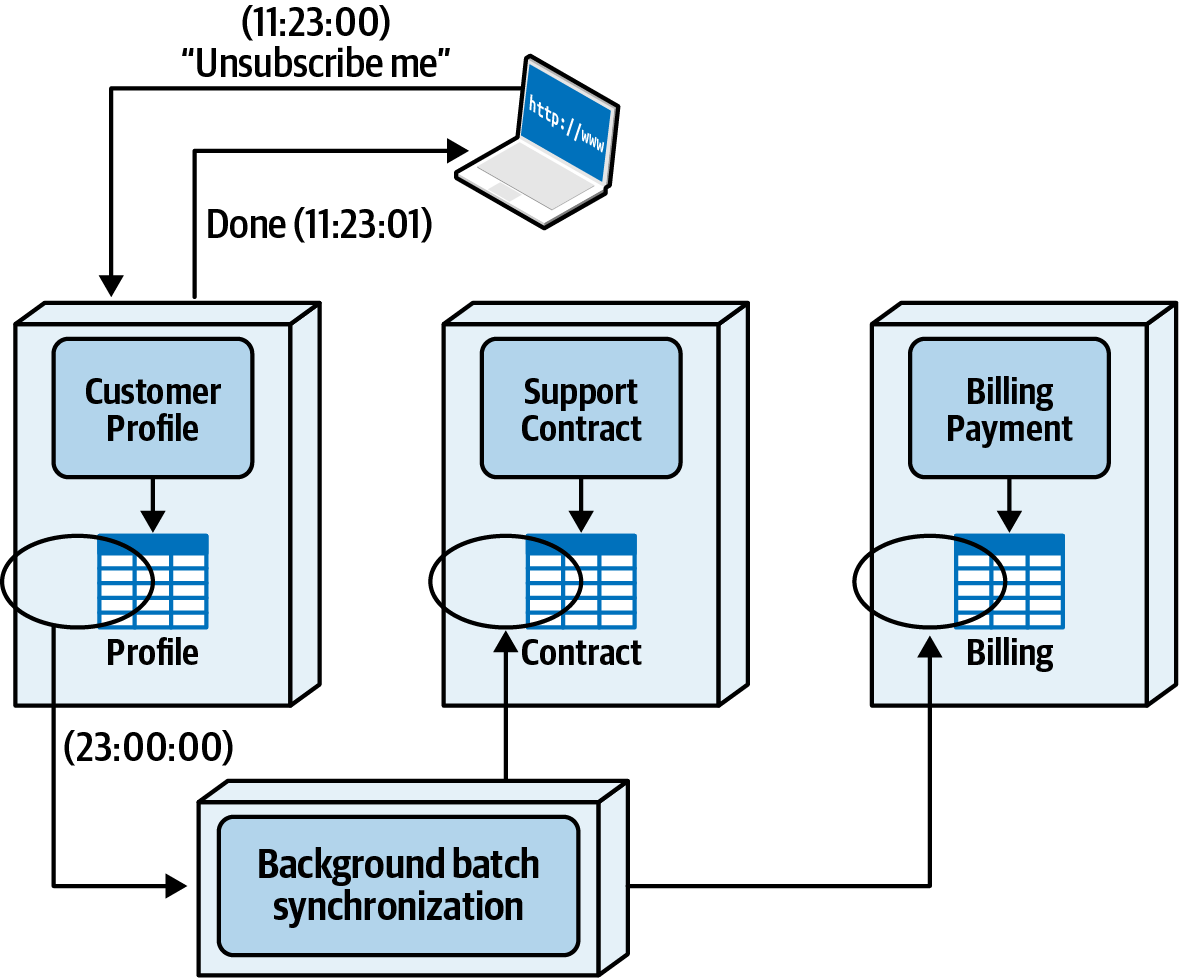 (11:23:00)
“Unsubscribe me”
http://www
Done (11:23:01)
Customer
Profile
Support
Contract
Billing
Payment
Profile
Contract
Billing
(23:00:00)
Background batch
synchronization